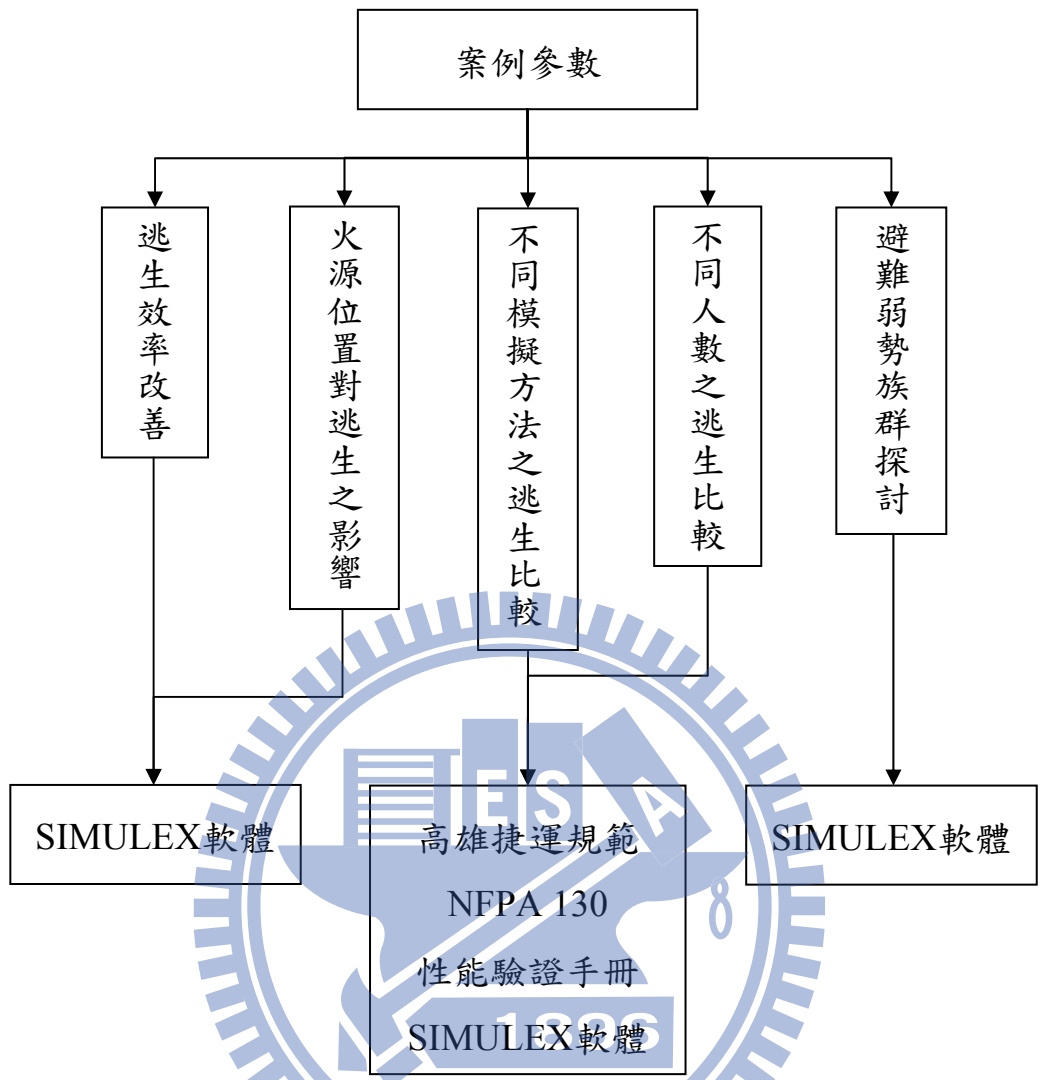 案例參數
逃生效率改善
火源位置對逃生之影響
不同模擬方法之逃生比較
不同人數之逃生比較
避難弱勢族群探討
SIMULEX軟體
高雄捷運規範
NFPA 130
性能驗證手冊
SIMULEX軟體
SIMULEX軟體
E S A
8
1896